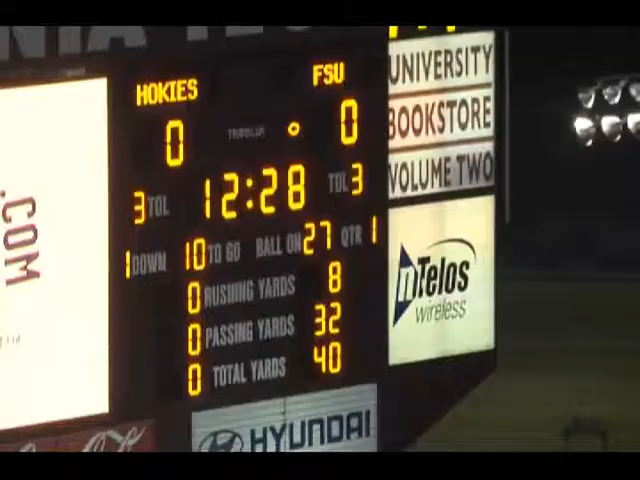 HOKIES FSU
0 0
3 TOL 12:28 TOL 3
1 DOWN 10 TO GO BALL ON 27 QTR 1
0 RUSHING YARDS 8
0 PASSING YARDS 32
0 TOTAL YARDS 40
UNIVERSITY
BOOKSTORE
VOLUME TWO
nTelos
wireless
HYUNDAI
.COM